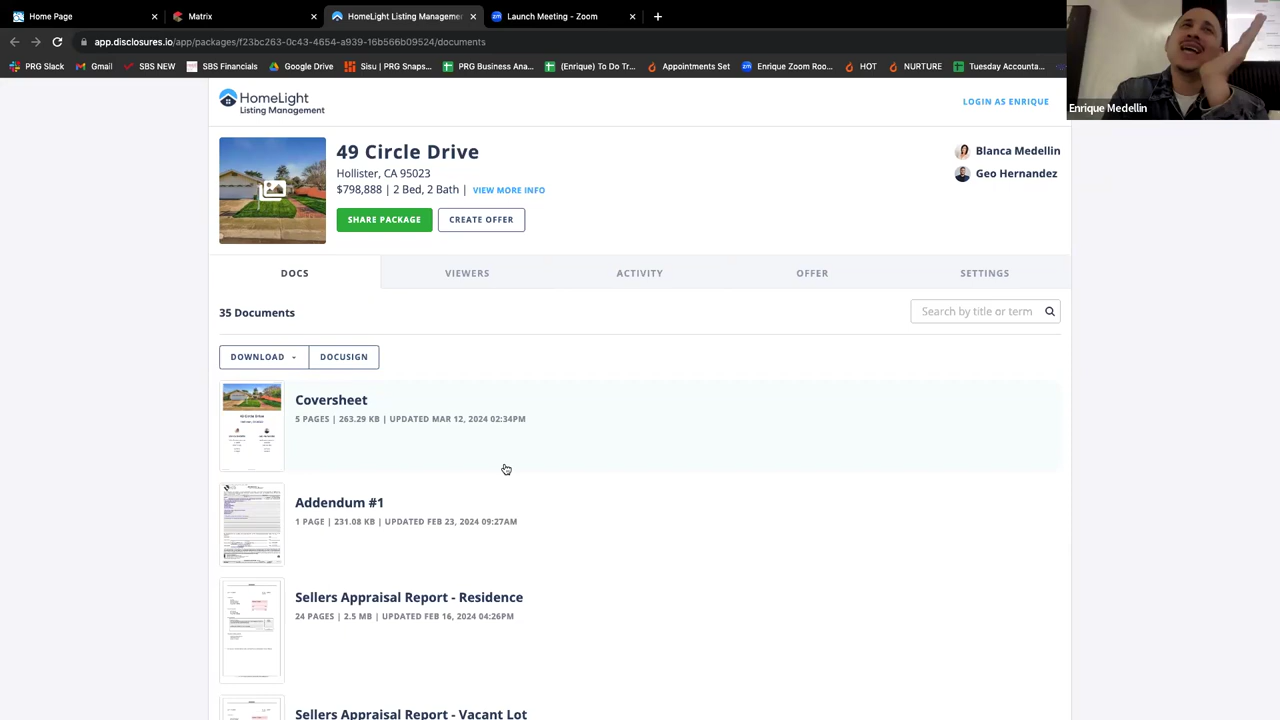 Home Page
Matrix
HomeLight Listing Manageme
Launch Meeting - Zoom
app.disclosures.io/app/packages/f23bc263-0c43-4654-a939-16b566b09524/documents
PRG Slack
Gmail
SBS NEW
SBS Financials
Google Drive
Sisu | PRG Snaps...
PRG Business Ana...
Enrique) To Do Tr...
Appointments Set
Enrique Zoom Roo...
HOT
NURTURE
Tuesday Accounta...
Enrique Medellin
HomeLight
Listing Management
LOGIN AS ENRIQUE
49 Circle Drive
Hollister, CA 95023
$798,888 | 2 Bed, 2 Bath | VIEW MORE INFO
SHARE PACKAGE
CREATE OFFER
Blanca Medellin
Geo Hernandez
DOCS
VIEWERS
ACTIVITY
OFFER
SETTINGS
35 Documents
Search by title or term
DOWNLOAD
DOCUSIGN
Coversheet
5 PAGES | 263.29 KB | UPDATED MAR 12, 2024 02:34PM
Addendum #1
1 PAGE | 231.08 KB | UPDATED FEB 23, 2024 09:27AM
Sellers Appraisal Report - Residence
24 PAGES | 2.5 MB | UPDATED FEB 16, 2024 04:26PM
Sellers Appraisal Report - Vacant Lot